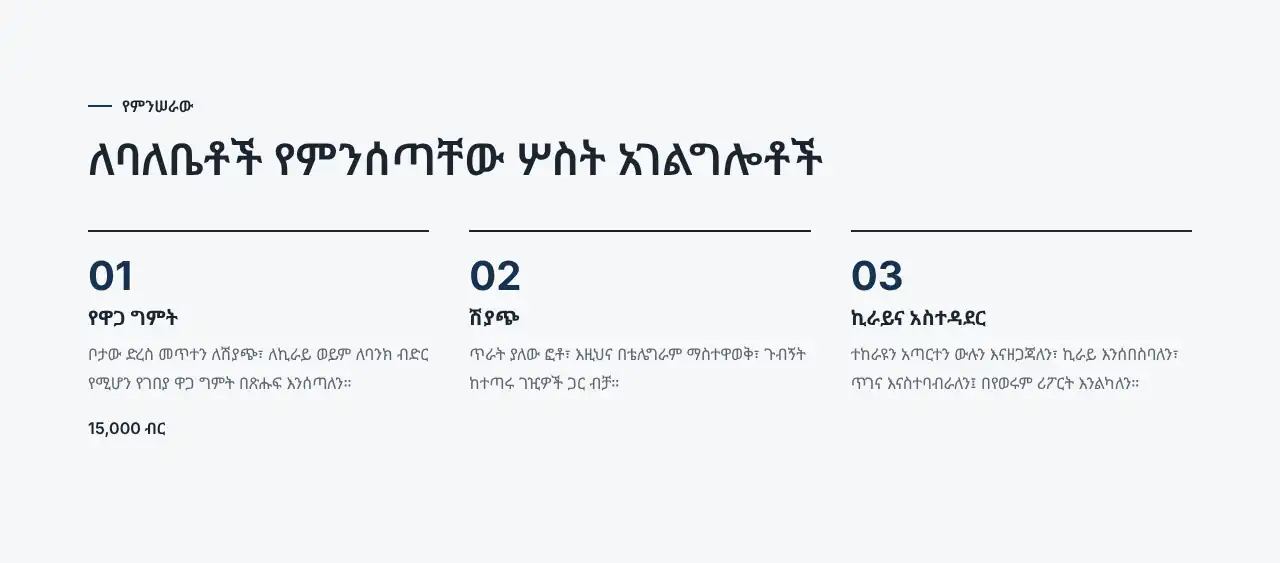 የምንሠራው
ለባለቤቶች የምንሰጣቸው ሦስት አገልግሎቶች
01
የዋጋ ግምት
ቦታው ድረስ መጥተን ለሽያጭ፣ ለኪራይ ወይም ለባንክ ብድር
የሚሆን የገበያ ዋጋ ግምት በጽሑፍ እንሰጣለን።
15,000 ብር
02
ሽያጭ
ጥራት ያለው ፎቶ፣ እዚህና በቴሌግራም ማስተዋወቅ፣ ጉብኝት
ከተጣሩ ገዢዎች ጋር ብቻ።
03
ኪራይና አስተዳደር
ተከራዩን አጣርተን ውሉን እናዘጋጃለን፣ ኪራይ እንሰበስባለን፣
ጥገና እናስተባብራለን፤ በየወሩም ሪፖርት እንልካለን።